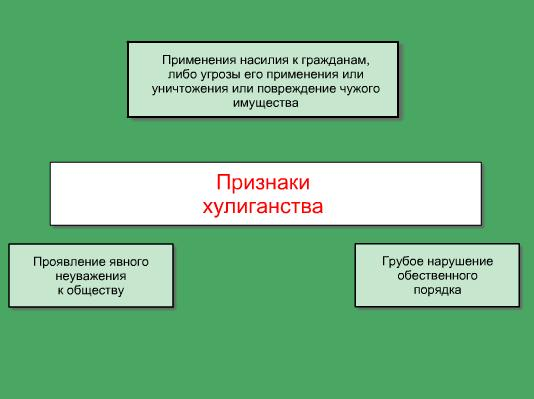 Применения насилия к гражданам,
либо угрозы его применения или
уничтожения или повреждение чужого
имущества
Признаки
хулиганства
Проявление явного
неуважения
к обществу
Грубое нарушение
обественного
порядка